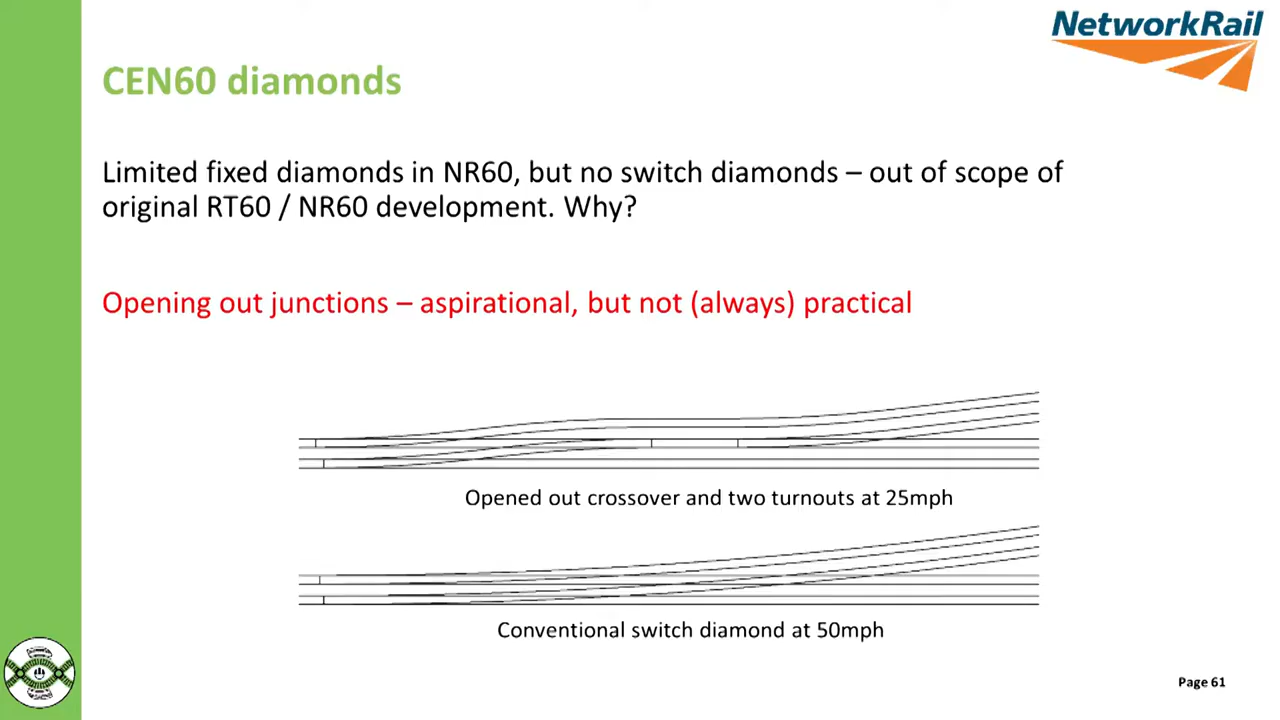 NetworkRail
CEN60 diamonds
Limited fixed diamonds in NR60, but no switch diamonds – out of scope of
original RT60 / NR60 development. Why?
Opening out junctions – aspirational, but not (always) practical
Opened out crossover and two turnouts at 25mph
Conventional switch diamond at 50mph
Page 61